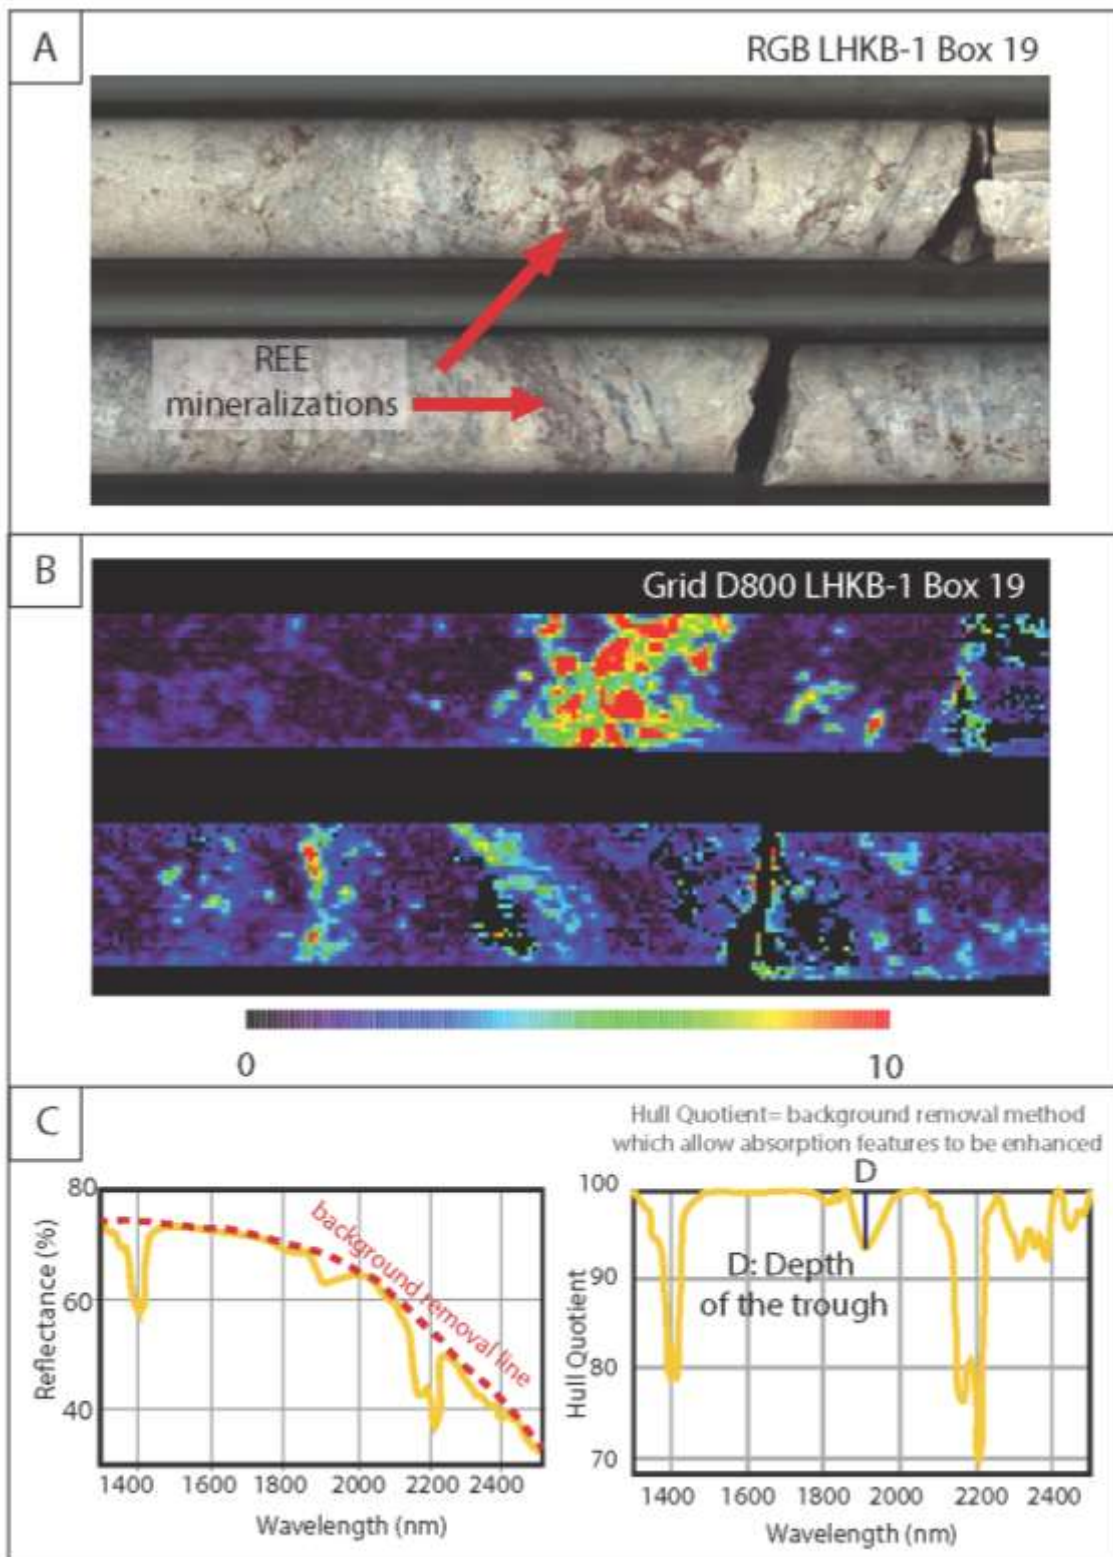 A
RGB LHKB-1 Box 19
REE
mineralizations
B
Grid D800 LHKB-1 Box 19
0
10
C
Hull Quotient= background removal method
which allow absorption features to be enhanced
80
60
40
Reflectance (%)
background removal line
1400 1600 1800 2000 2200 2400
Wavelength (nm)
D
100
90
80
70
Hull Quotient
D: Depth
of the trough
1400 1600 1800 2000 2200 2400
Wavelength (nm)